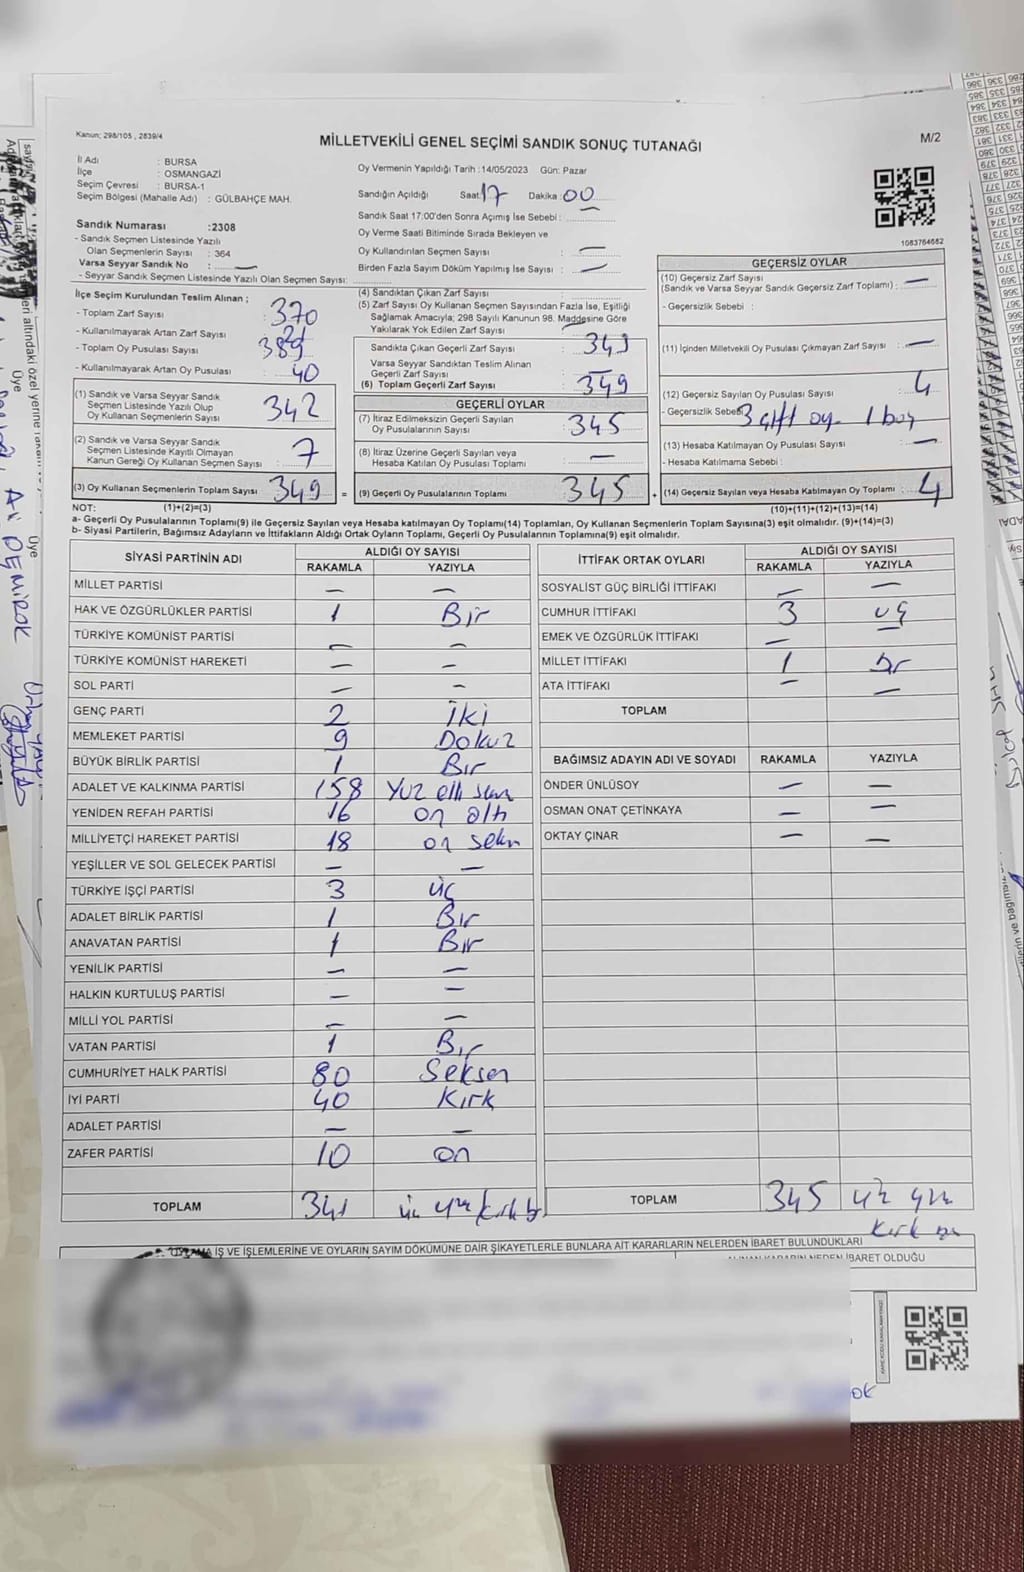 Kanun; 298/105 , 2839/4
MİLLETVEKİLİ GENEL SEÇİMİ SANDIK SONUÇ TUTANAĞI
M/2
İl Adı : BURSA
İlçe : OSMANGAZİ
Seçim Çevresi : BURSA-1
Seçim Bölgesi (Mahalle Adı) : GÜLBAHÇE MAH.
Sandık Numarası :2308
- Sandık Seçmen Listesinde Yazılı
Olan Seçmenlerin Sayısı : 364
Varsa Seyyar Sandık No : —
- Seyyar Sandık Seçmen Listesinde Yazılı Olan Seçmen Sayısı:
Oy Vermenin Yapıldığı Tarih :14/05/2023 Gün: Pazar
Sandığın Açıldığı Saat: 17 Dakika 00
Sandık Saat 17:00'den Sonra Açımış İse Sebebi : —
Oy Verme Saati Bitiminde Sırada Bekleyen ve
Oy Kullandırılan Seçmen Sayısı : —
Birden Fazla Sayım Döküm Yapılmış İse Sayısı : —
1083764662
İlçe Seçim Kurulundan Teslim Alınan ;
- Toplam Zarf Sayısı : 370
- Kullanılmayarak Artan Zarf Sayısı : 21
- Toplam Oy Pusulası Sayısı : 389
- Kullanılmayarak Artan Oy Pusulası : 40
(1) Sandık ve Varsa Seyyar Sandık
Seçmen Listesinde Yazılı Olup
Oy Kullanan Seçmenlerin Sayısı : 342
(2) Sandık ve Varsa Seyyar Sandık
Seçmen Listesinde Kayıtlı Olmayan
Kanun Gereği Oy Kullanan Seçmen Sayısı : 7
(3) Oy Kullanan Seçmenlerin Toplam Sayısı : 349 =
(4) Sandıktan Çıkan Zarf Sayısı :
(5) Zarf Sayısı Oy Kullanan Seçmen Sayısından Fazla İse, Eşitliği
Sağlamak Amacıyla; 298 Sayılı Kanunun 98. Maddesine Göre
Yakılarak Yok Edilen Zarf Sayısı : —
Sandıkta Çıkan Geçerli Zarf Sayısı : 349
Varsa Seyyar Sandıktan Teslim Alınan
Geçerli Zarf Sayısı : —
(6) Toplam Geçerli Zarf Sayısı : 349
GEÇERLİ OYLAR
(7) İtiraz Edilmeksizin Geçerli Sayılan
Oy Pusulalarının Sayısı : 345
(8) İtiraz Üzerine Geçerli Sayılan veya
Hesaba Katılan Oy Pusulası Toplamı : —
(9) Geçerli Oy Pusulalarının Toplamı : 345 +
GEÇERSİZ OYLAR
(10) Geçersiz Zarf Sayısı
(Sandık ve Varsa Seyyar Sandık Geçersiz Zarf Toplamı) : —
- Geçersizlik Sebebi :
(11) İçinden Milletvekili Oy Pusulası Çıkmayan Zarf Sayısı : —
(12) Geçersiz Sayılan Oy Pusulası Sayısı : 4
- Geçersizlik Sebebi 3 çift oy 1 boş
(13) Hesaba Katılmayan Oy Pusulası Sayısı : —
- Hesaba Katılmama Sebebi :
(14) Geçersiz Sayılan veya Hesaba Katılmayan Oy Toplamı : 4
NOT: (1)+(2)=(3) (10)+(11)+(12)+(13)=(14)
a- Geçerli Oy Pusulalarının Toplamı(9) ile Geçersiz Sayılan veya Hesaba katılmayan Oy Toplamı(14) Toplamları, Oy Kullanan Seçmenlerin Toplam Sayısına(3) eşit olmalıdır. (9)+(14)=(3)
b- Siyasi Partilerin, Bağımsız Adayların ve İttifakların Aldığı Ortak Oyların Toplamı, Geçerli Oy Pusulalarının Toplamına(9) eşit olmalıdır.
SİYASİ PARTİNİN ADI ALDIĞI OY SAYISI
RAKAMLA YAZIYLA
MİLLET PARTİSİ — —
HAK VE ÖZGÜRLÜKLER PARTİSİ 1 Bir
TÜRKİYE KOMÜNİST PARTİSİ — —
TÜRKİYE KOMÜNİST HAREKETİ — —
SOL PARTİ — —
GENÇ PARTİ 2 İki
MEMLEKET PARTİSİ 9 Dokuz
BÜYÜK BİRLİK PARTİSİ 1 Bir
ADALET VE KALKINMA PARTİSİ 158 Yüz elli sekiz
YENİDEN REFAH PARTİSİ 16 on altı
MİLLİYETÇİ HAREKET PARTİSİ 18 on sekiz
YEŞİLLER VE SOL GELECEK PARTİSİ — —
TÜRKİYE İŞÇİ PARTİSİ 3 üç
ADALET BİRLİK PARTİSİ 1 Bir
ANAVATAN PARTİSİ 1 Bir
YENİLİK PARTİSİ — —
HALKIN KURTULUŞ PARTİSİ — —
MİLLİ YOL PARTİSİ — —
VATAN PARTİSİ 1 Bir
CUMHURİYET HALK PARTİSİ 80 Seksen
İYİ PARTİ 40 Kırk
ADALET PARTİSİ — —
ZAFER PARTİSİ 10 on
TOPLAM 341 üç yüz kırk bir
İTTİFAK ORTAK OYLARI ALDIĞI OY SAYISI
RAKAMLA YAZIYLA
SOSYALİST GÜÇ BİRLİĞİ İTTİFAKI — —
CUMHUR İTTİFAKI 3 üç
EMEK VE ÖZGÜRLÜK İTTİFAKI — —
MİLLET İTTİFAKI 1 Bir
ATA İTTİFAKI — —
TOPLAM
BAĞIMSIZ ADAYIN ADI VE SOYADI RAKAMLA YAZIYLA
ÖNDER ÜNLÜSOY — —
OSMAN ONAT ÇETİNKAYA — —
OKTAY ÇINAR — —
TOPLAM 345 üç yüz
kırk beş
İŞ VE İŞLEMLERİNE VE OYLARIN SAYIM DÖKÜMÜNE DAİR ŞİKAYETLERLE BUNLARA AİT KARARLARIN NELERDEN İBARET BULUNDUKLARI
ALINAN KARARIN NEDEN İBARET OLDUĞU